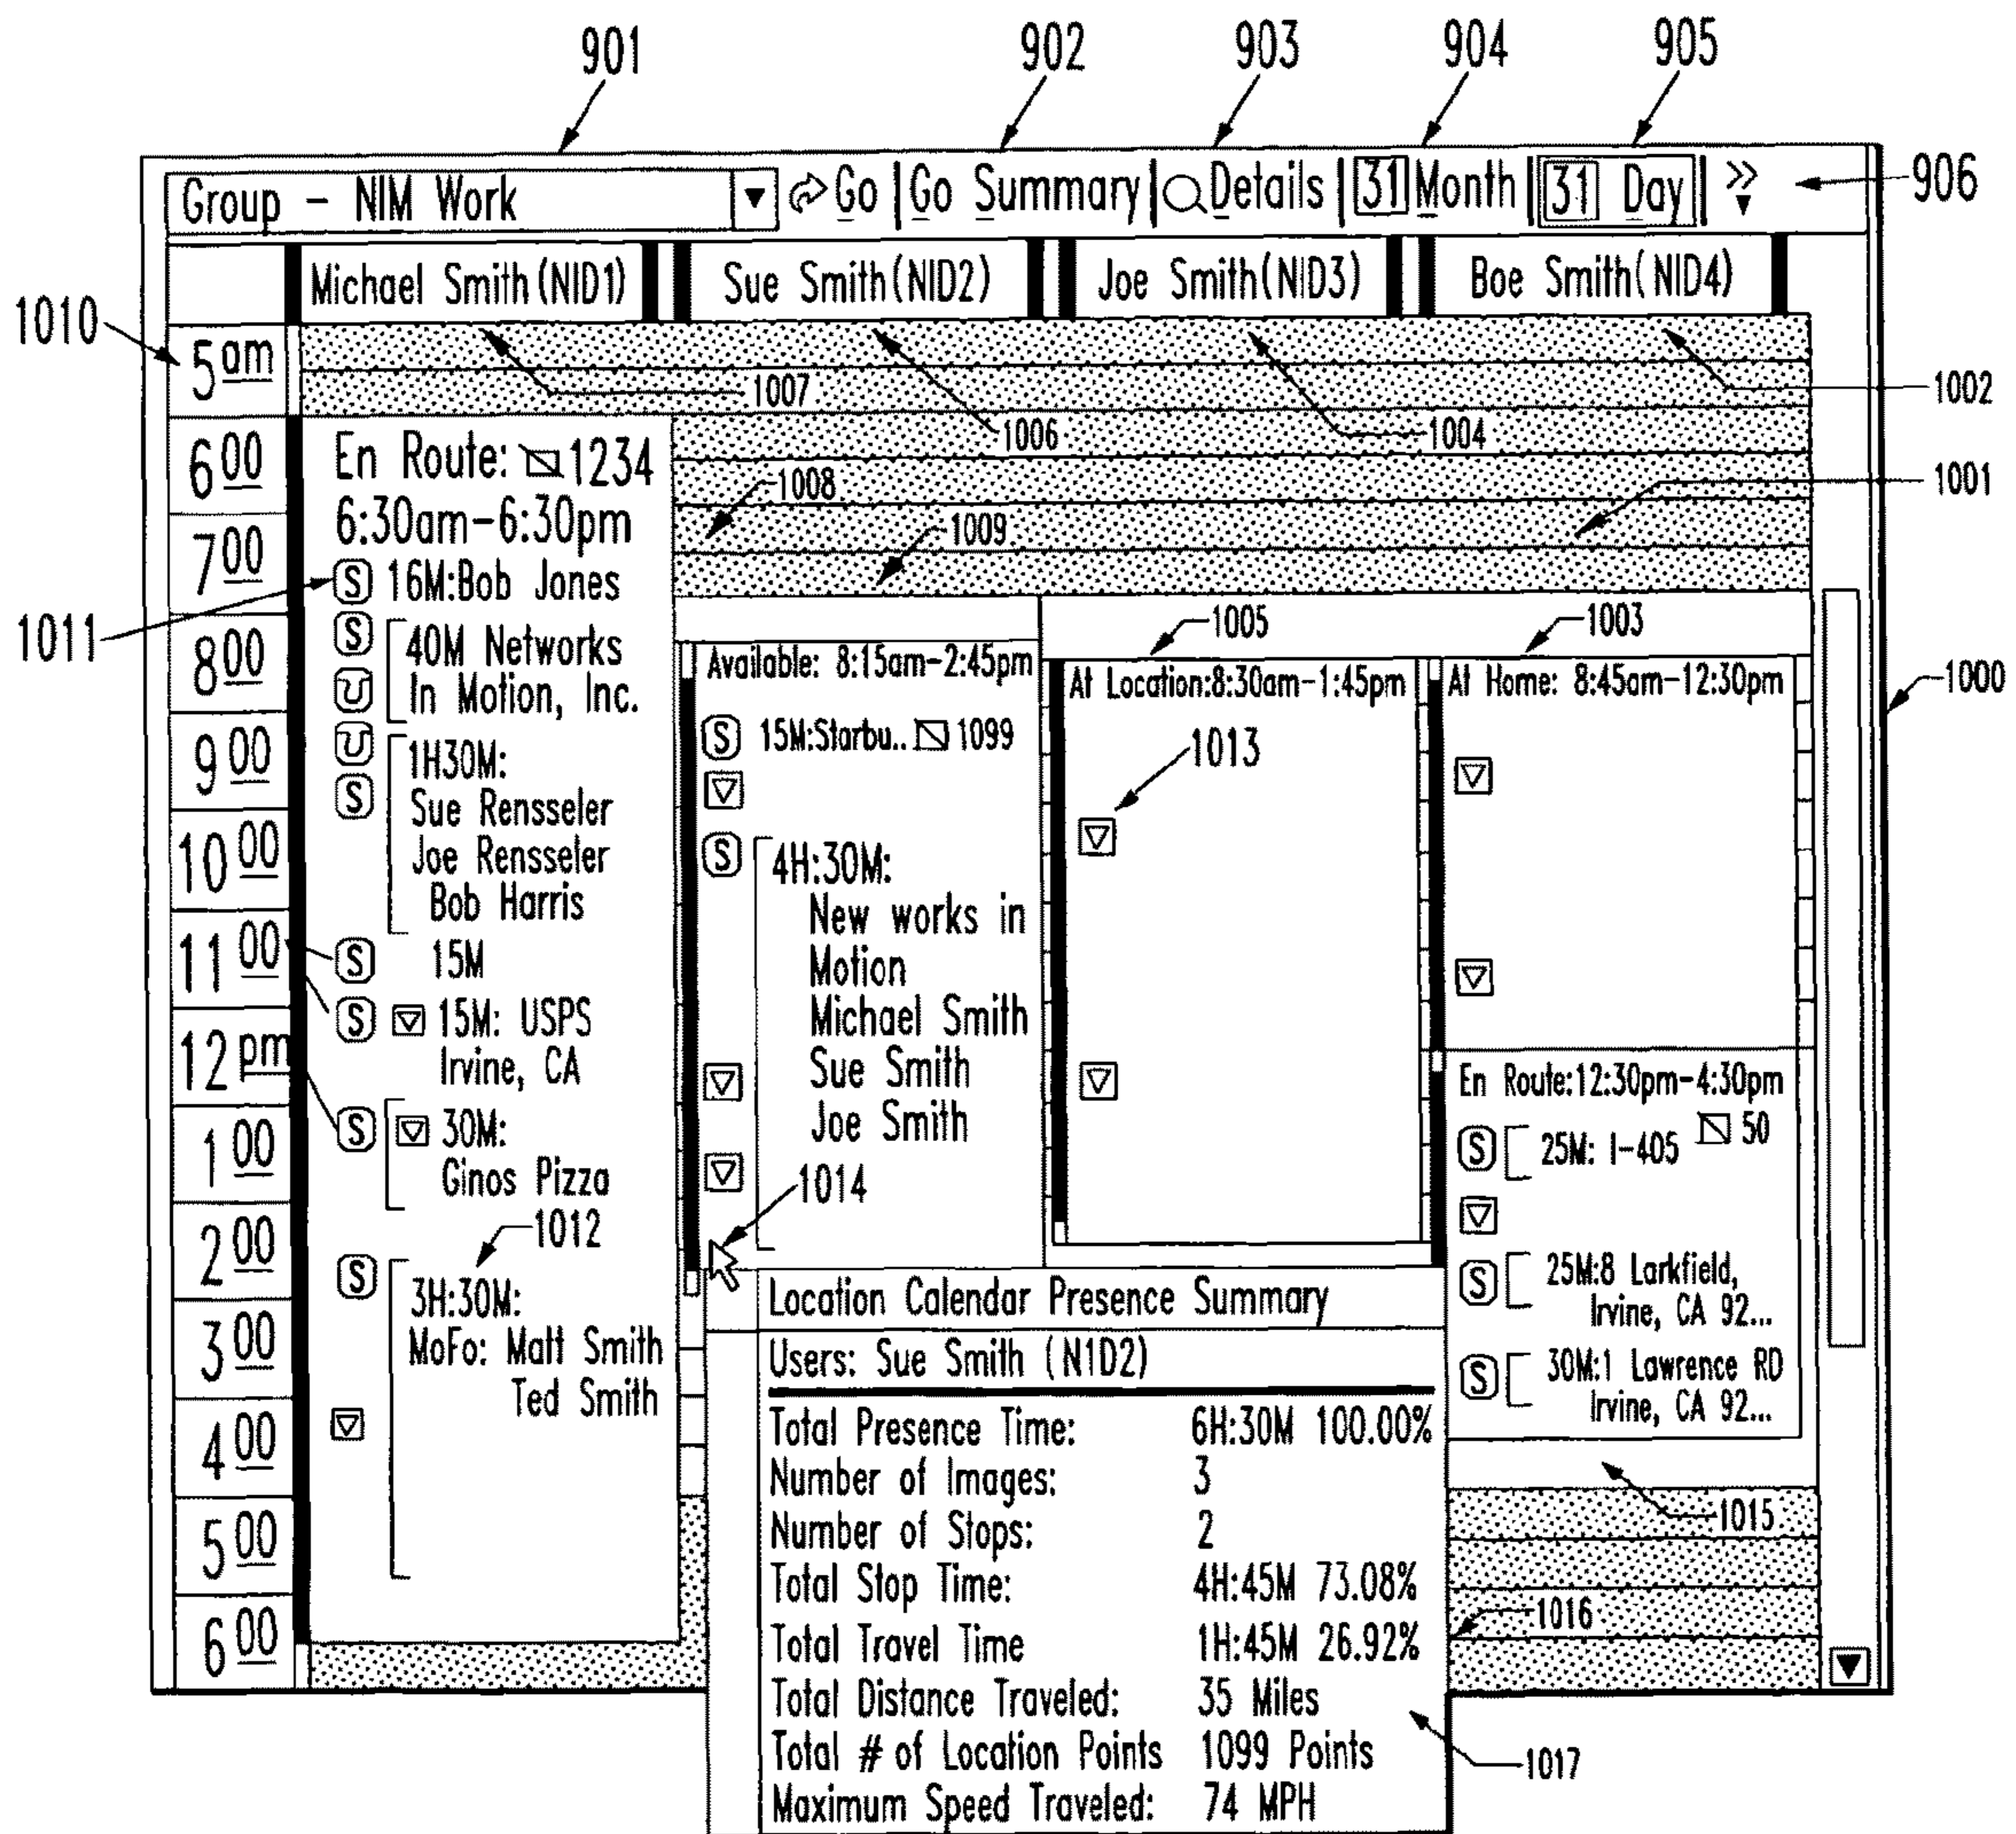 901
902
903
904
905
Group - NIM Work
Go
Go Summary
Details
31 Month
31 Day
906
Michael Smith (NID1)
Sue Smith (NID2)
Joe Smith (NID3)
Boe Smith (NID4)
1010
5 am
6 00
7 00
8 00
9 00
10 00
11 00
12 pm
1 00
2 00
3 00
4 00
5 00
6 00
1007
1006
1004
1002
1008
1001
1009
1011
1000
En Route: 1234
6:30am-6:30pm
S 16M:Bob Jones
S 40M Networks
U In Motion, Inc.
U 1H30M:
S Sue Rensseler
Joe Rensseler
Bob Harris
S 15M
S 15M: USPS
Irvine, CA
S 30M:
Ginos Pizza
1012
S 3H:30M:
MoFo: Matt Smith
Ted Smith
Available: 8:15am-2:45pm
S 15M:Starbu.. 1099
S 4H:30M:
New works in
Motion
Michael Smith
Sue Smith
Joe Smith
1014
1005
At Location:8:30am-1:45pm
1013
1003
At Home: 8:45am-12:30pm
En Route:12:30pm-4:30pm
50
S 25M: I-405
S 25M:8 Larkfield,
Irvine, CA 92...
S 30M:1 Lawrence RD
Irvine, CA 92...
1015
1016
Location Calendar Presence Summary
Users: Sue Smith (N1D2)
Total Presence Time: 6H:30M 100.00%
Number of Images: 3
Number of Stops: 2
Total Stop Time: 4H:45M 73.08%
Total Travel Time 1H:45M 26.92%
Total Distance Traveled: 35 Miles
Total # of Location Points 1099 Points
Maximum Speed Traveled: 74 MPH
1017